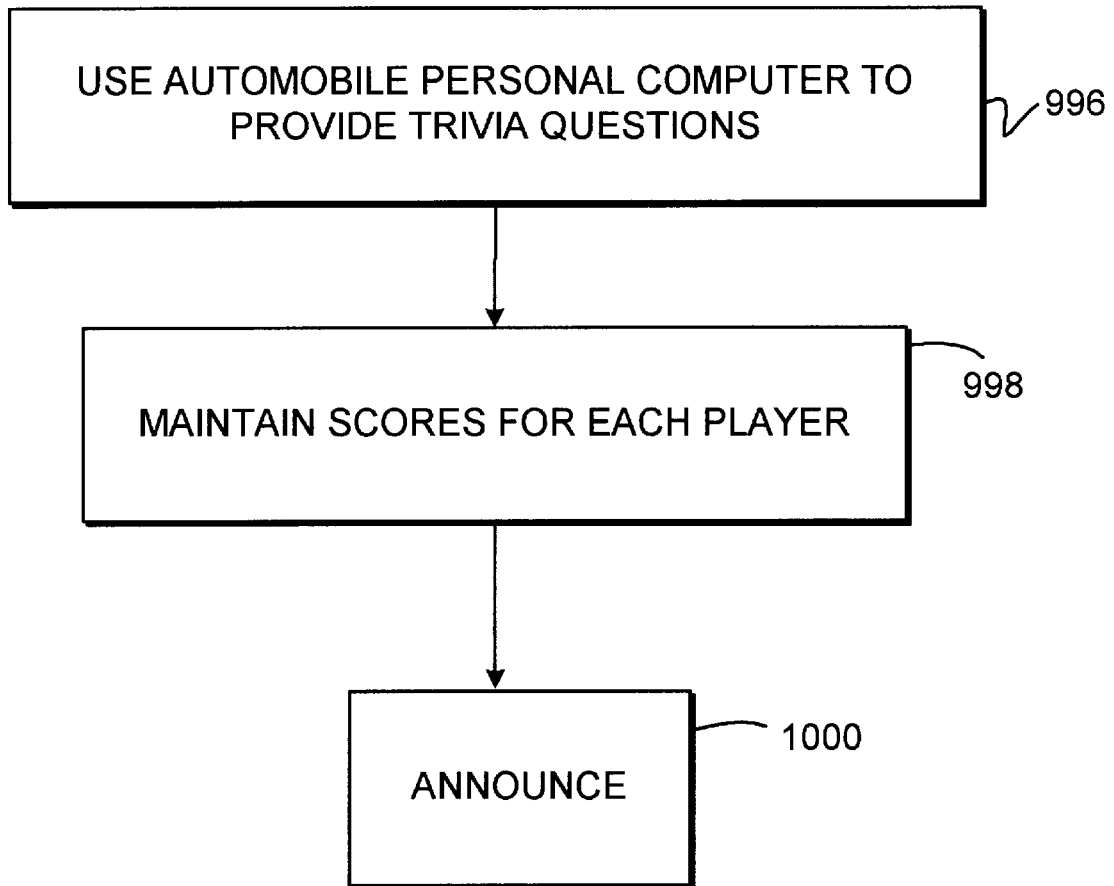 USE AUTOMOBILE PERSONAL COMPUTER TO
PROVIDE TRIVIA QUESTIONS
996
MAINTAIN SCORES FOR EACH PLAYER
998
ANNOUNCE
1000